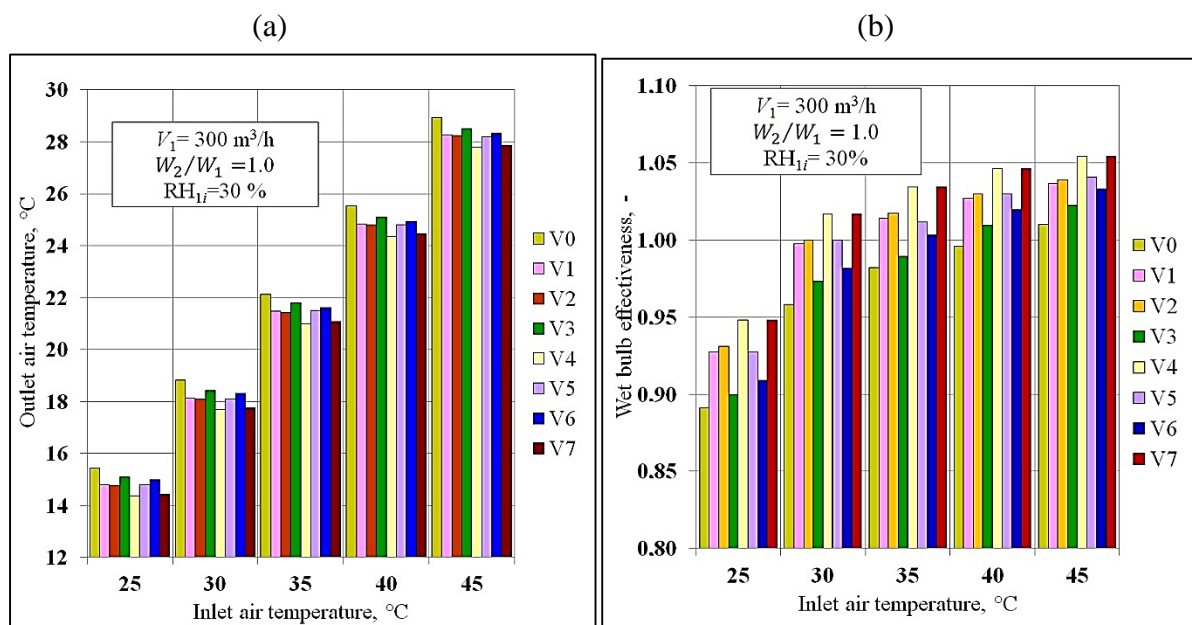 (a)
(b)
Outlet air temperature, °C
30
28
26
24
22
20
18
16
14
12
V₁= 300 m³/h
W₂/W₁ =1.0
RH₁ᵢ=30 %
25 30 35 40 45
Inlet air temperature, °C
V0
V1
V2
V3
V4
V5
V6
V7
Wet bulb effectiveness, -
1.10
1.05
1.00
0.95
0.90
0.85
0.80
V₁= 300 m³/h
W₂/W₁ =1.0
RH₁ᵢ= 30%
25 30 35 40 45
Inlet air temperature, °C
V0
V1
V2
V3
V4
V5
V6
V7